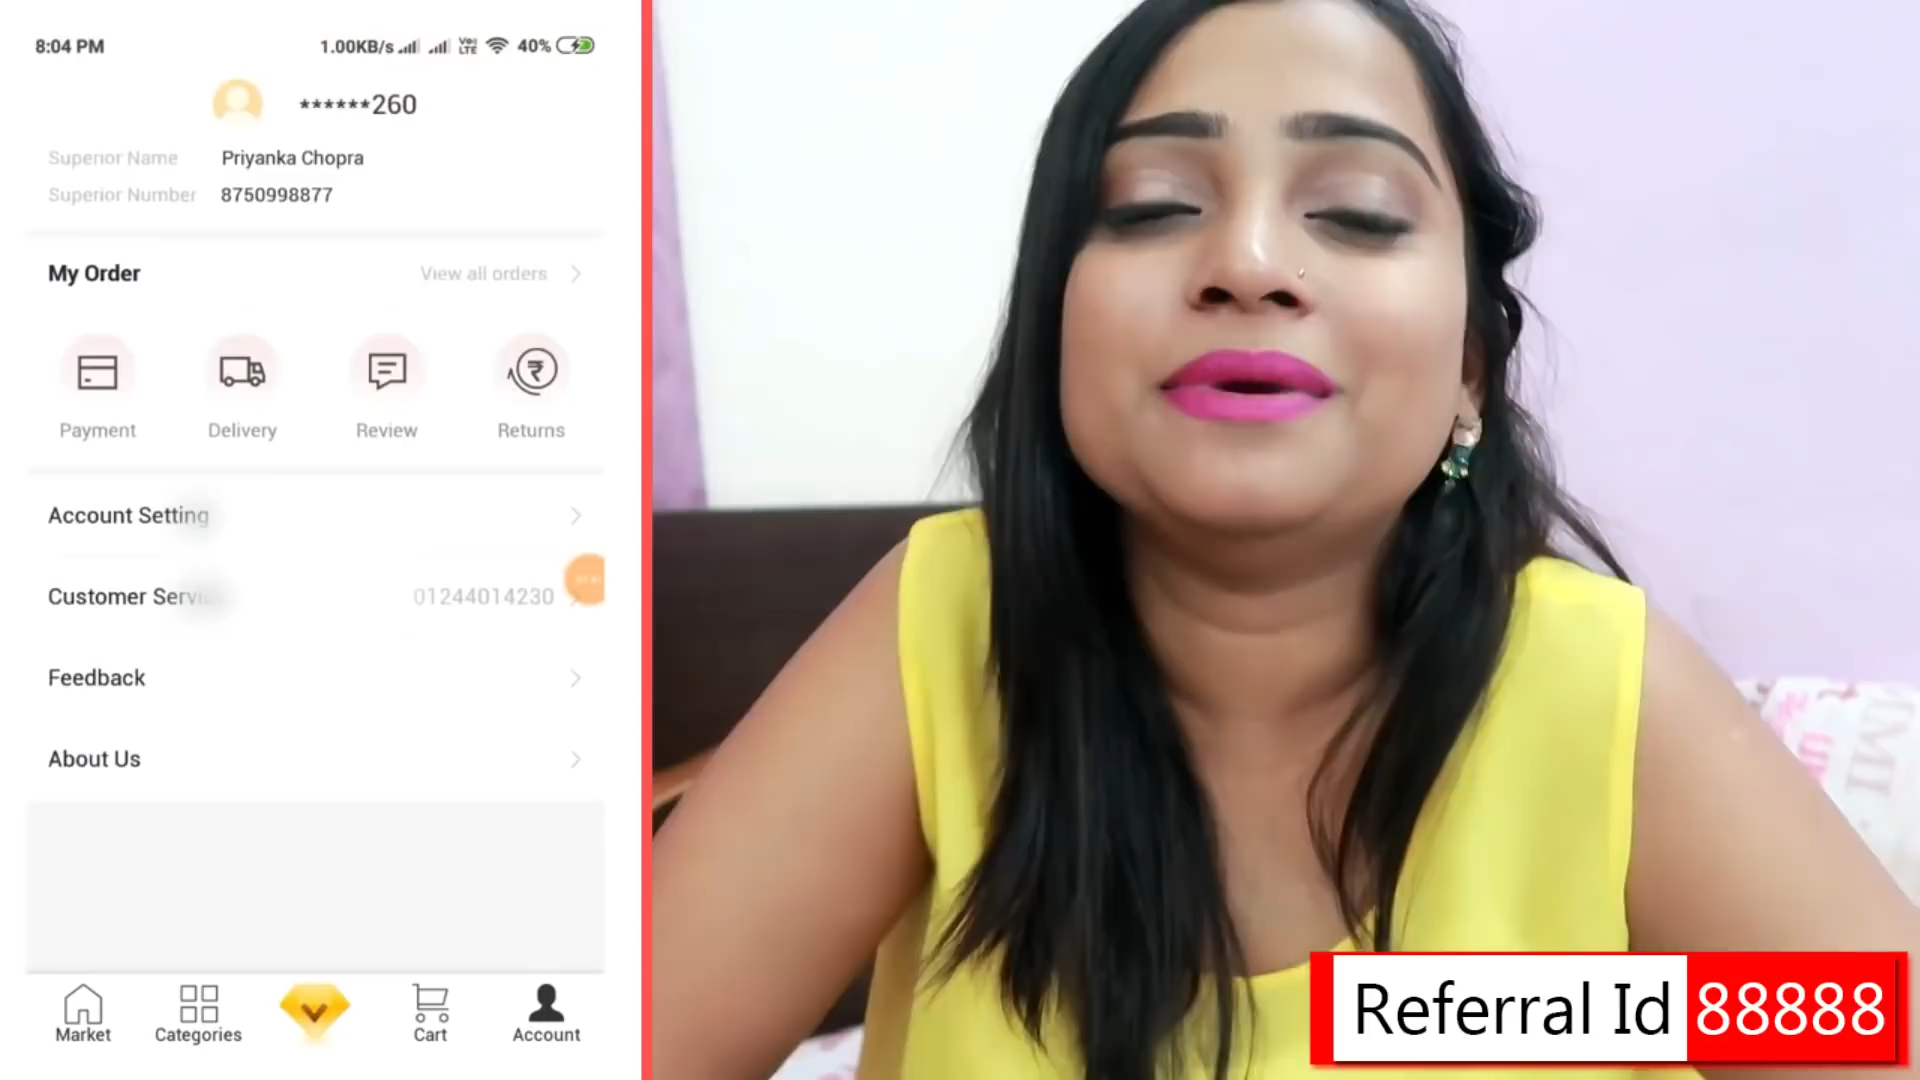 8:04 PM 1.00KB/s Vo) LTE 40%
******260
Superior Name Priyanka Chopra
Superior Number 8750998877
My Order View all orders
Payment Delivery Review Returns
Account Setting
Customer Servi 01244014230
Feedback
About Us
Market Categories Cart Account
Referral Id 88888